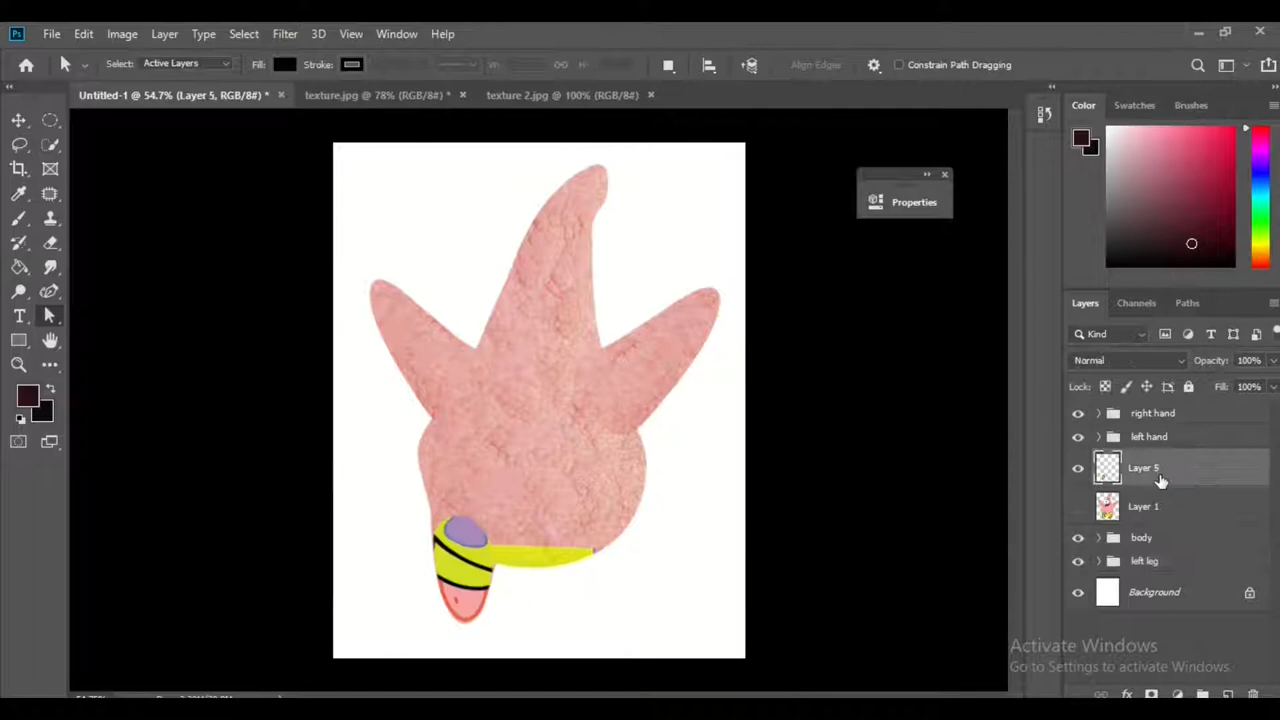 Ps File Edit Image Layer Type Select Filter 3D View Window Help
Select: Active Layers Fill: Stroke: W: Align Edges Constrain Path Dragging
Untitled-1 @ 54.7% (Layer 5, RGB/8#) * texture.jpg @ 78% (RGB/8#) * texture 2.jpg @ 100% (RGB/8#)
Color Swatches Brushes
Properties
Layers Channels Paths
Kind
Normal Opacity: 100%
Lock: Fill: 100%
right hand
left hand
Layer 5
Layer 1
body
left leg
Background
Activate Windows
Go to Settings to activate Windows.